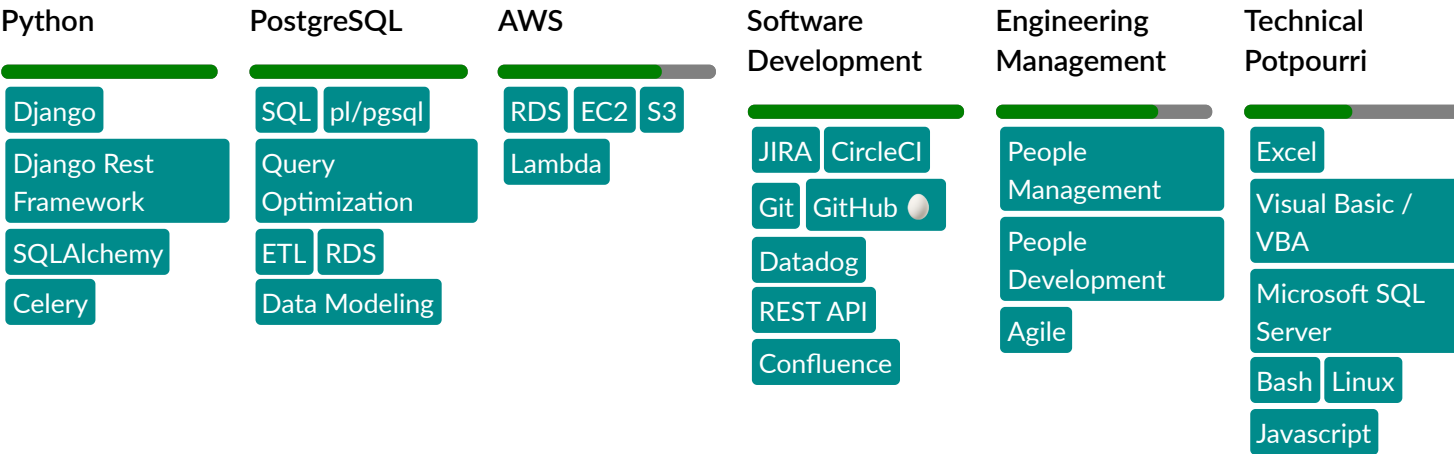 Python
Django
Django Rest
Framework
SQLAlchemy
Celery
PostgreSQL
SQL pl/pgsql
Query
Optimization
ETL RDS
Data Modeling
AWS
RDS EC2 S3
Lambda
Software
Development
JIRA CircleCI
Git GitHub 🥚
Datadog
REST API
Confluence
Engineering
Management
People
Management
People
Development
Agile
Technical
Potpourri
Excel
Visual Basic /
VBA
Microsoft SQL
Server
Bash Linux
Javascript